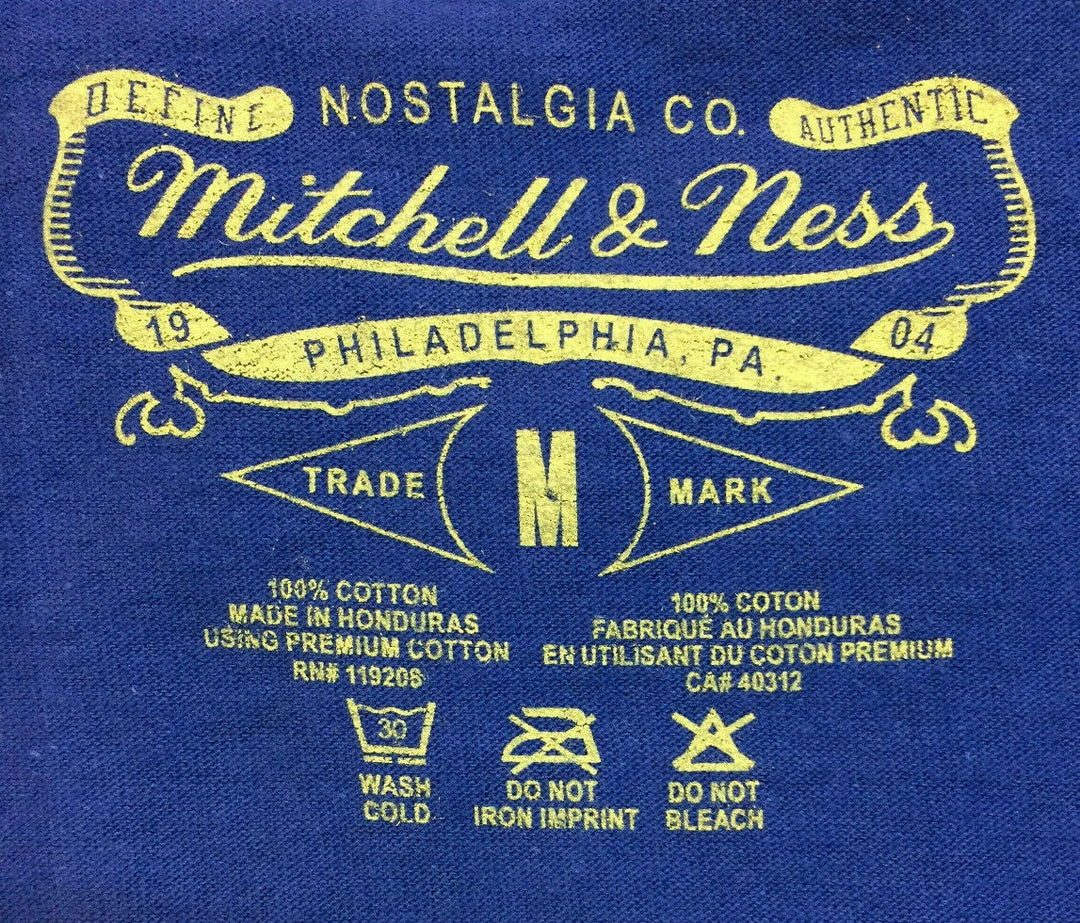 DEFINE NOSTALGIA CO. AUTHENTIC
Mitchell & Ness
19 PHILADELPHIA, PA. 04
TRADE M MARK
100% COTTON
MADE IN HONDURAS
USING PREMIUM COTTON
RN# 119208
100% COTON
FABRIQUÉ AU HONDURAS
EN UTILISANT DU COTON PREMIUM
CA# 40312
30
WASH
COLD
DO NOT
IRON IMPRINT
DO NOT
BLEACH